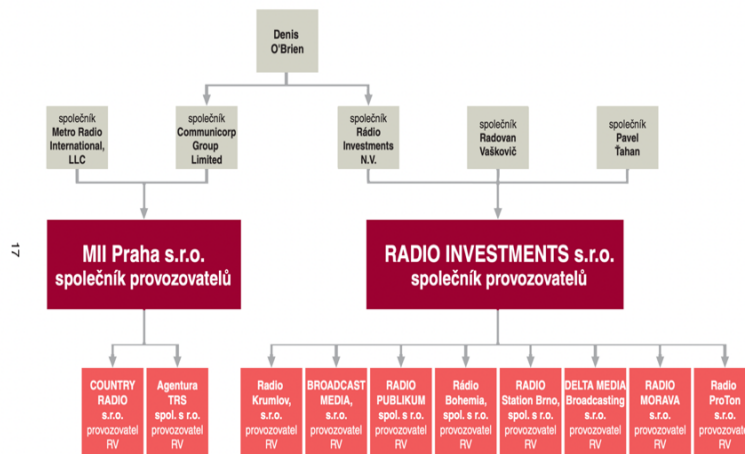 Denis
O'Brien
společník
Metro Radio
International,
LLC
společník
Communicorp
Group
Limited
společník
Rádio
Investments
N.V.
společník
Radovan
Vaškovič
společník
Pavel
Ťahan
MII Praha s.r.o.
společník provozovatelů
RADIO INVESTMENTS s.r.o.
společník provozovatelů
17
COUNTRY
RADIO
s.r.o.
provozovatel
RV
Agentura
TRS
spol. s r.o.
provozovatel
RV
Radio
Krumlov,
s.r.o.
provozovatel
RV
BROADCAST
MEDIA,
s.r.o.
provozovatel
RV
RADIO
PUBLIKUM
spol. s r.o.
provozovatel
RV
Rádio
Bohemia,
spol. s r.o.
provozovatel
RV
RADIO
Station Brno,
spol. s r.o.
provozovatel
RV
DELTA MEDIA
Broadcasting
s.r.o.
provozovatel
RV
RADIO
MORAVA
s.r.o.
provozovatel
RV
Radio
ProTon
s.r.o.
provozovatel
RV